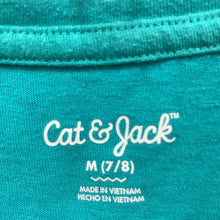 Cat & Jack™
M (7/8)
MADE IN VIETNAM
HECHO EN VIETNAM